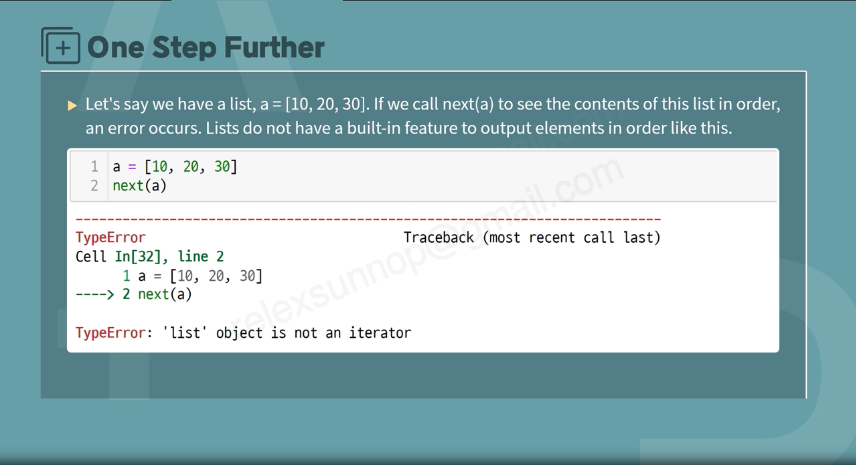 One Step Further
Let's say we have a list, a = [10, 20, 30]. If we call next(a) to see the contents of this list in order,
an error occurs. Lists do not have a built-in feature to output elements in order like this.
1 a = [10, 20, 30]
2 next(a)
---------------------------------------------------------------------------
TypeError Traceback (most recent call last)
Cell In[32], line 2
1 a = [10, 20, 30]
----> 2 next(a)
TypeError: 'list' object is not an iterator
relexsunnop@gmail.com